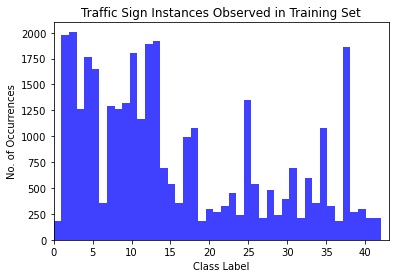 Traffic Sign Instances Observed in Training Set
No. of Occurrences
2000
1750
1500
1250
1000
750
500
250
0
0 5 10 15 20 25 30 35 40
Class Label